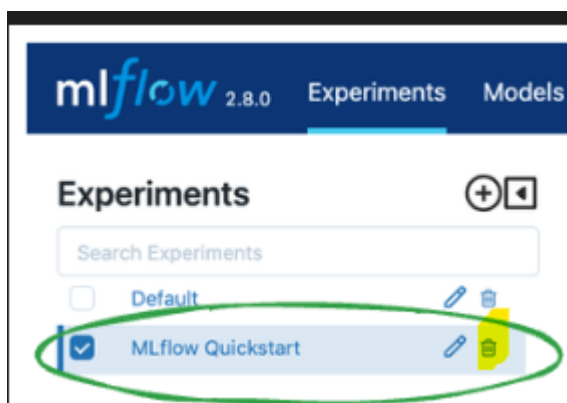 mlflow 2.8.0 Experiments Models
Experiments
Search Experiments
Default
MLflow Quickstart